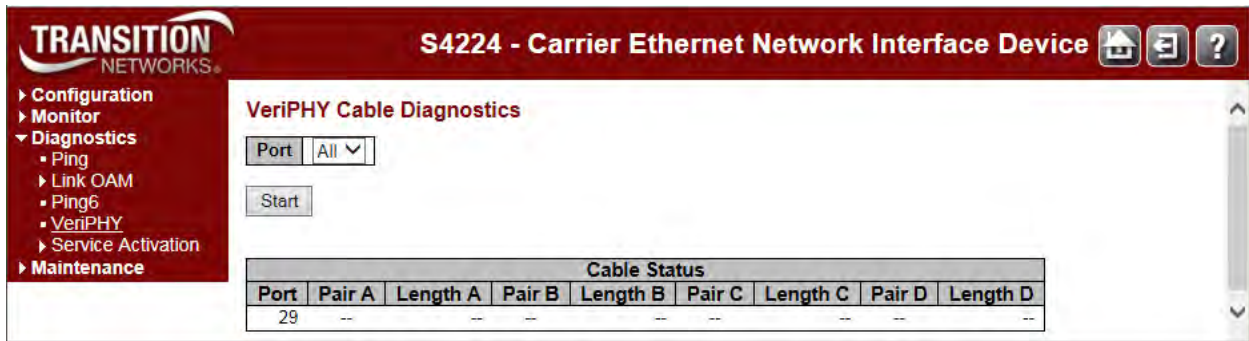 TRANSITION
NETWORKS®
S4224 - Carrier Ethernet Network Interface Device
?
Configuration
Monitor
Diagnostics
Ping
Link OAM
Ping6
VeriPHY
Service Activation
Maintenance
VeriPHY Cable Diagnostics
Port All
Start
Cable Status
Port Pair A Length A Pair B Length B Pair C Length C Pair D Length D
29 -- -- -- -- -- -- -- --